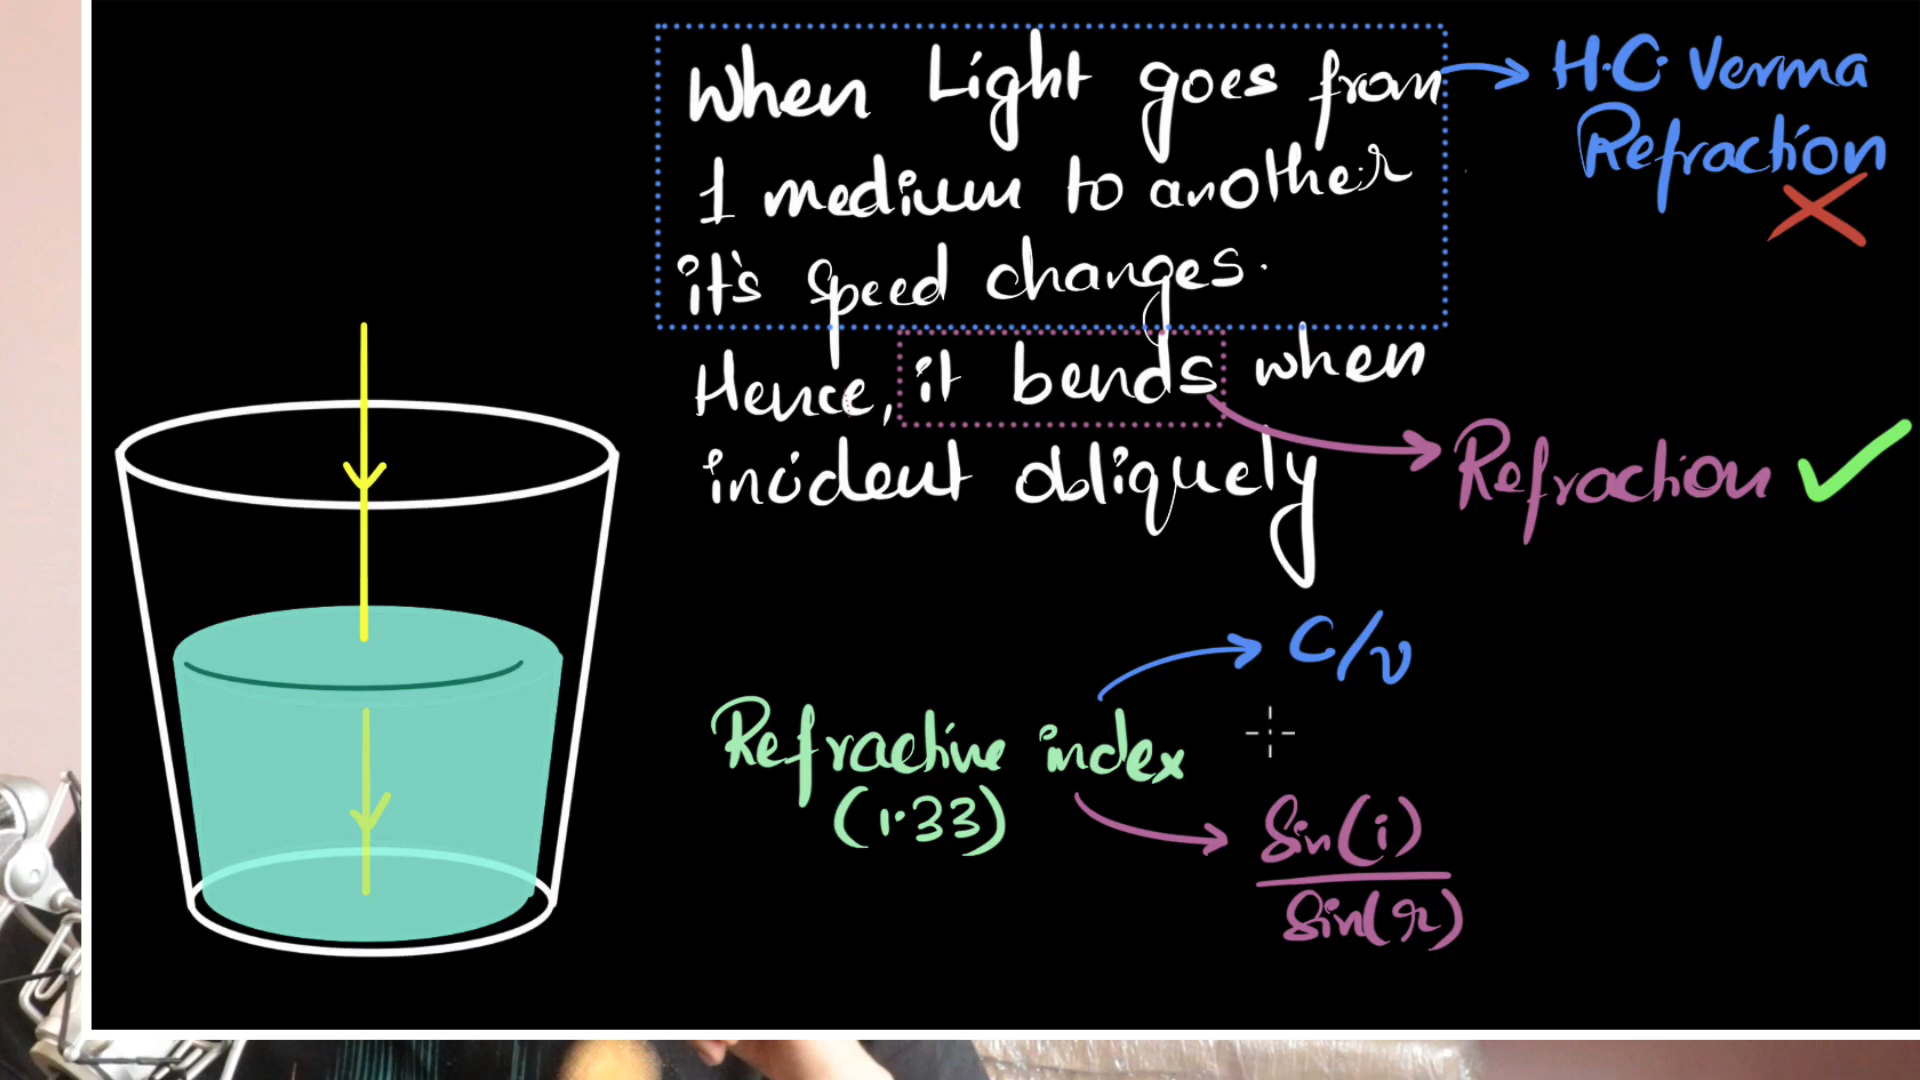 When Light goes from
1 medium to another
it's speed changes.
Hence, it bends when
incident obliquely
H.C. Verma
Refraction
Refraction
Refractive index
(1.33)
C/v
Sin(i)
Sin(r)